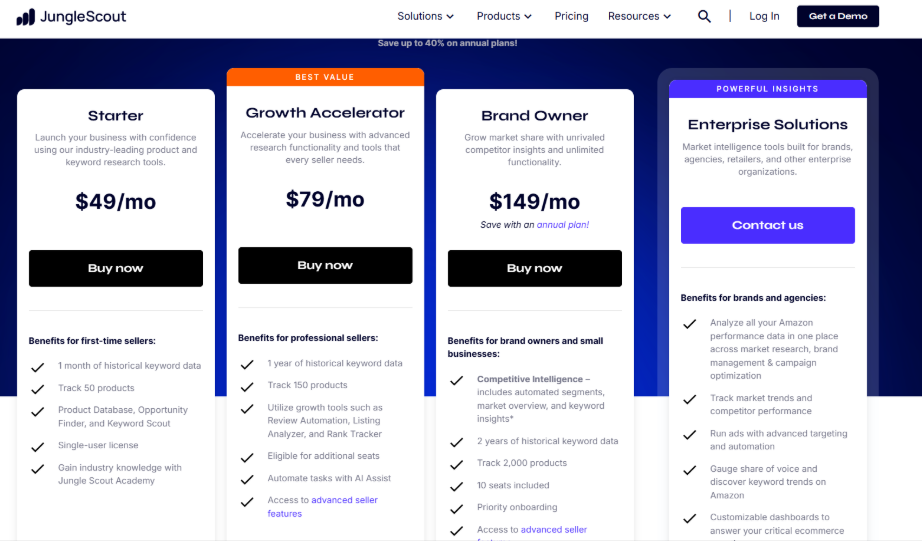 JungleScout
Solutions
Products
Pricing
Resources
Log In
Get a Demo
Save up to 40% on annual plans!
Starter
Launch your business with confidence
using our industry-leading product and
keyword research tools.
$49/mo
Buy now
Benefits for first-time sellers:
1 month of historical keyword data
Track 50 products
Product Database, Opportunity
Finder, and Keyword Scout
Single-user license
Gain industry knowledge with
Jungle Scout Academy
BEST VALUE
Growth Accelerator
Accelerate your business with advanced
research functionality and tools that
every seller needs.
$79/mo
Buy now
Benefits for professional sellers:
1 year of historical keyword data
Track 150 products
Utilize growth tools such as
Review Automation, Listing
Analyzer, and Rank Tracker
Eligible for additional seats
Automate tasks with AI Assist
Access to advanced seller
features
Brand Owner
Grow market share with unrivaled
competitor insights and unlimited
functionality.
$149/mo
Save with an annual plan!
Buy now
Benefits for brand owners and small
businesses:
Competitive Intelligence –
includes automated segments,
market overview, and keyword
insights*
2 years of historical keyword data
Track 2,000 products
10 seats included
Priority onboarding
Access to advanced seller
POWERFUL INSIGHTS
Enterprise Solutions
Market intelligence tools built for brands,
agencies, retailers, and other enterprise
organizations.
Contact us
Benefits for brands and agencies:
Analyze all your Amazon
performance data in one place
across market research, brand
management & campaign
optimization
Track market trends and
competitor performance
Run ads with advanced targeting
and automation
Gauge share of voice and
discover keyword trends on
Amazon
Customizable dashboards to
answer your critical ecommerce